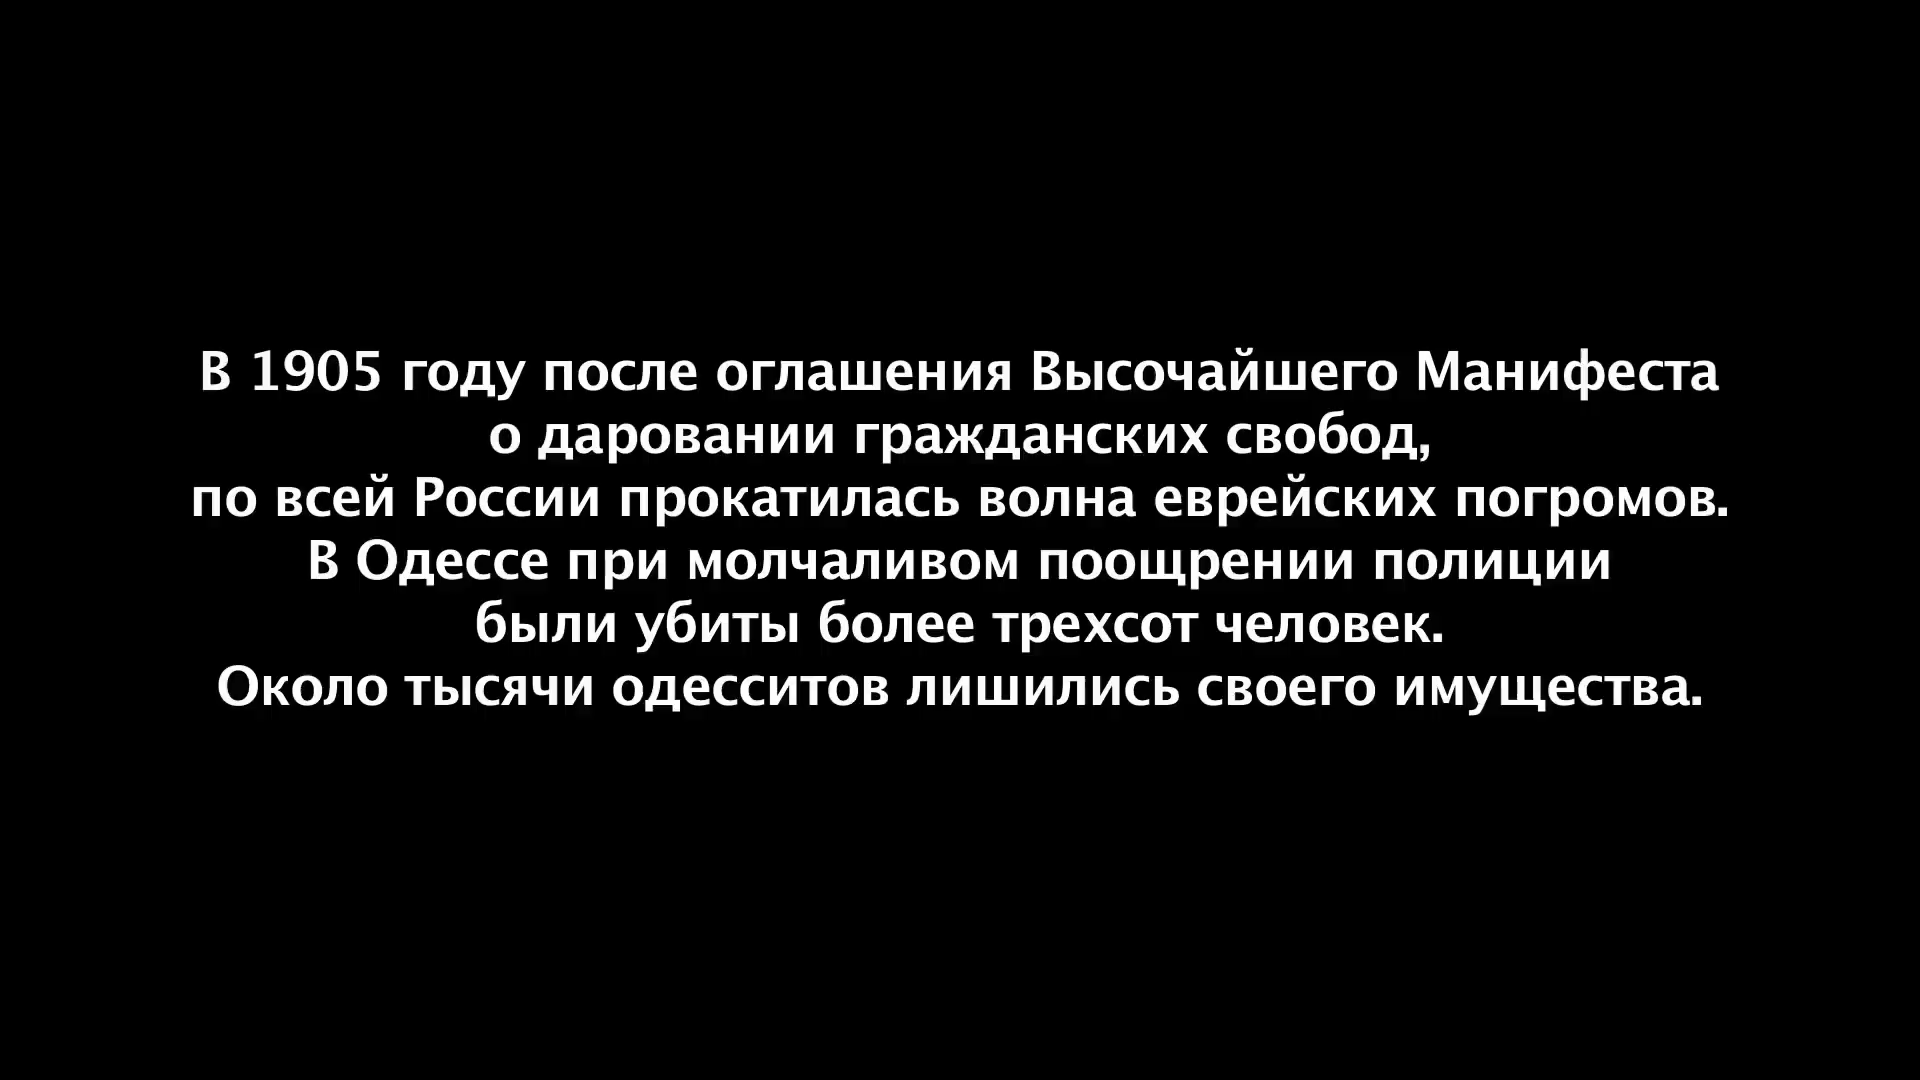 В 1905 году после оглашения Высочайшего Манифеста
о даровании гражданских свобод,
по всей России прокатилась волна еврейских погромов.
В Одессе при молчаливом поощрении полиции
были убиты более трехсот человек.
Около тысячи одесситов лишились своего имущества.